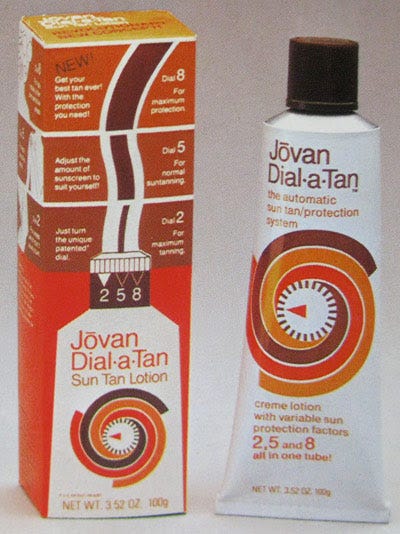 Jōvan
Dial•a•Tan
NEW!
Get your
best tan ever!
With the
protection
you need!
Dial 8
For
maximum
protection.
Adjust the
amount of
sunscreen to
suit yourself!
Dial 5
For
normal
suntanning.
Just turn
the unique
patented*
dial.
Dial 2
For
maximum
tanning.
2 5 8
Jōvan
Dial•a•Tan
Sun Tan Lotion
NET WT. 3.52 OZ. 100g
Jōvan
Dial•a•Tan™
the automatic
sun tan/protection
system
creme lotion
with variable sun
protection factors
2,5 and 8
all in one tube!
NET WT. 3.52 OZ. 100g